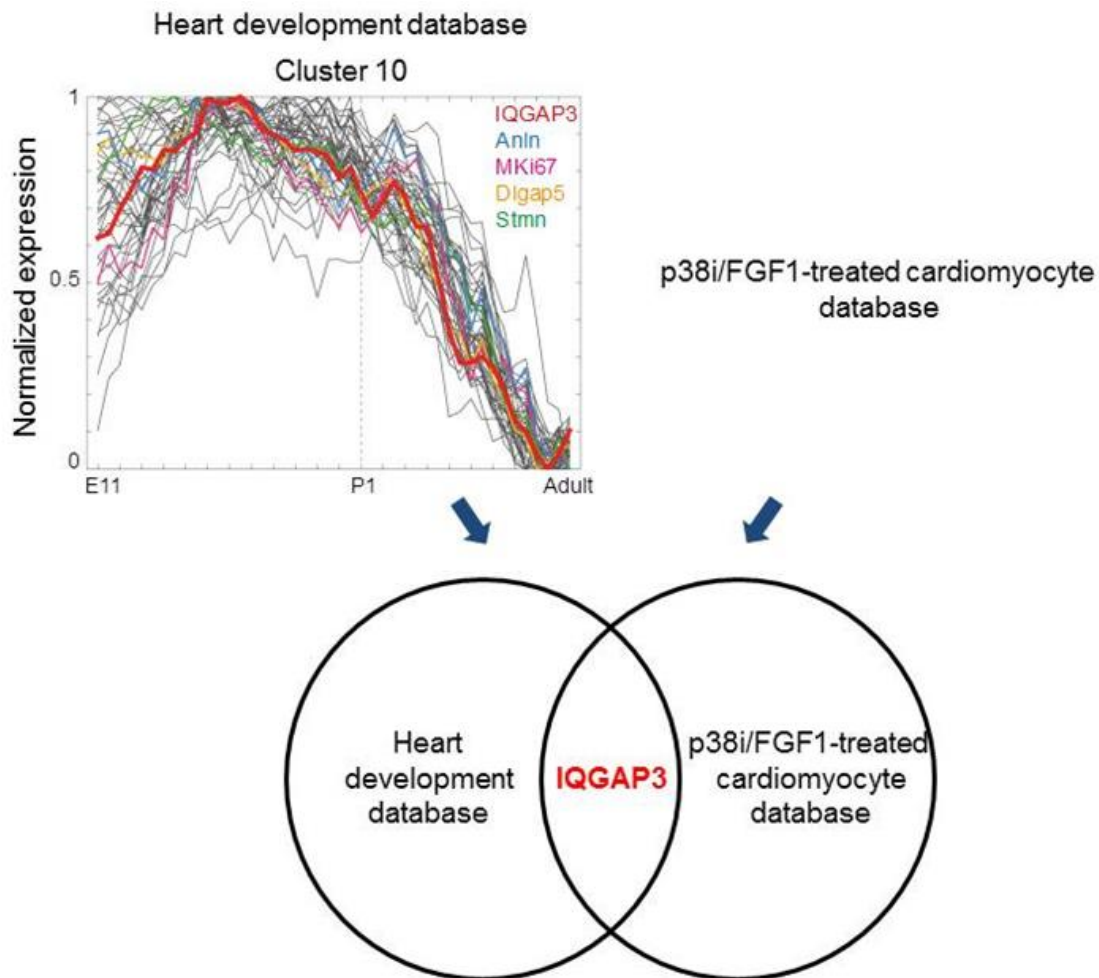 Heart development database
Cluster 10
Normalized expression
1
0.5
0
IQGAP3
Anln
MKi67
Dlgap5
Stmn
E11
P1
Adult
p38i/FGF1-treated cardiomyocyte
database
Heart
development
database
IQGAP3
p38i/FGF1-treated
cardiomyocyte
database